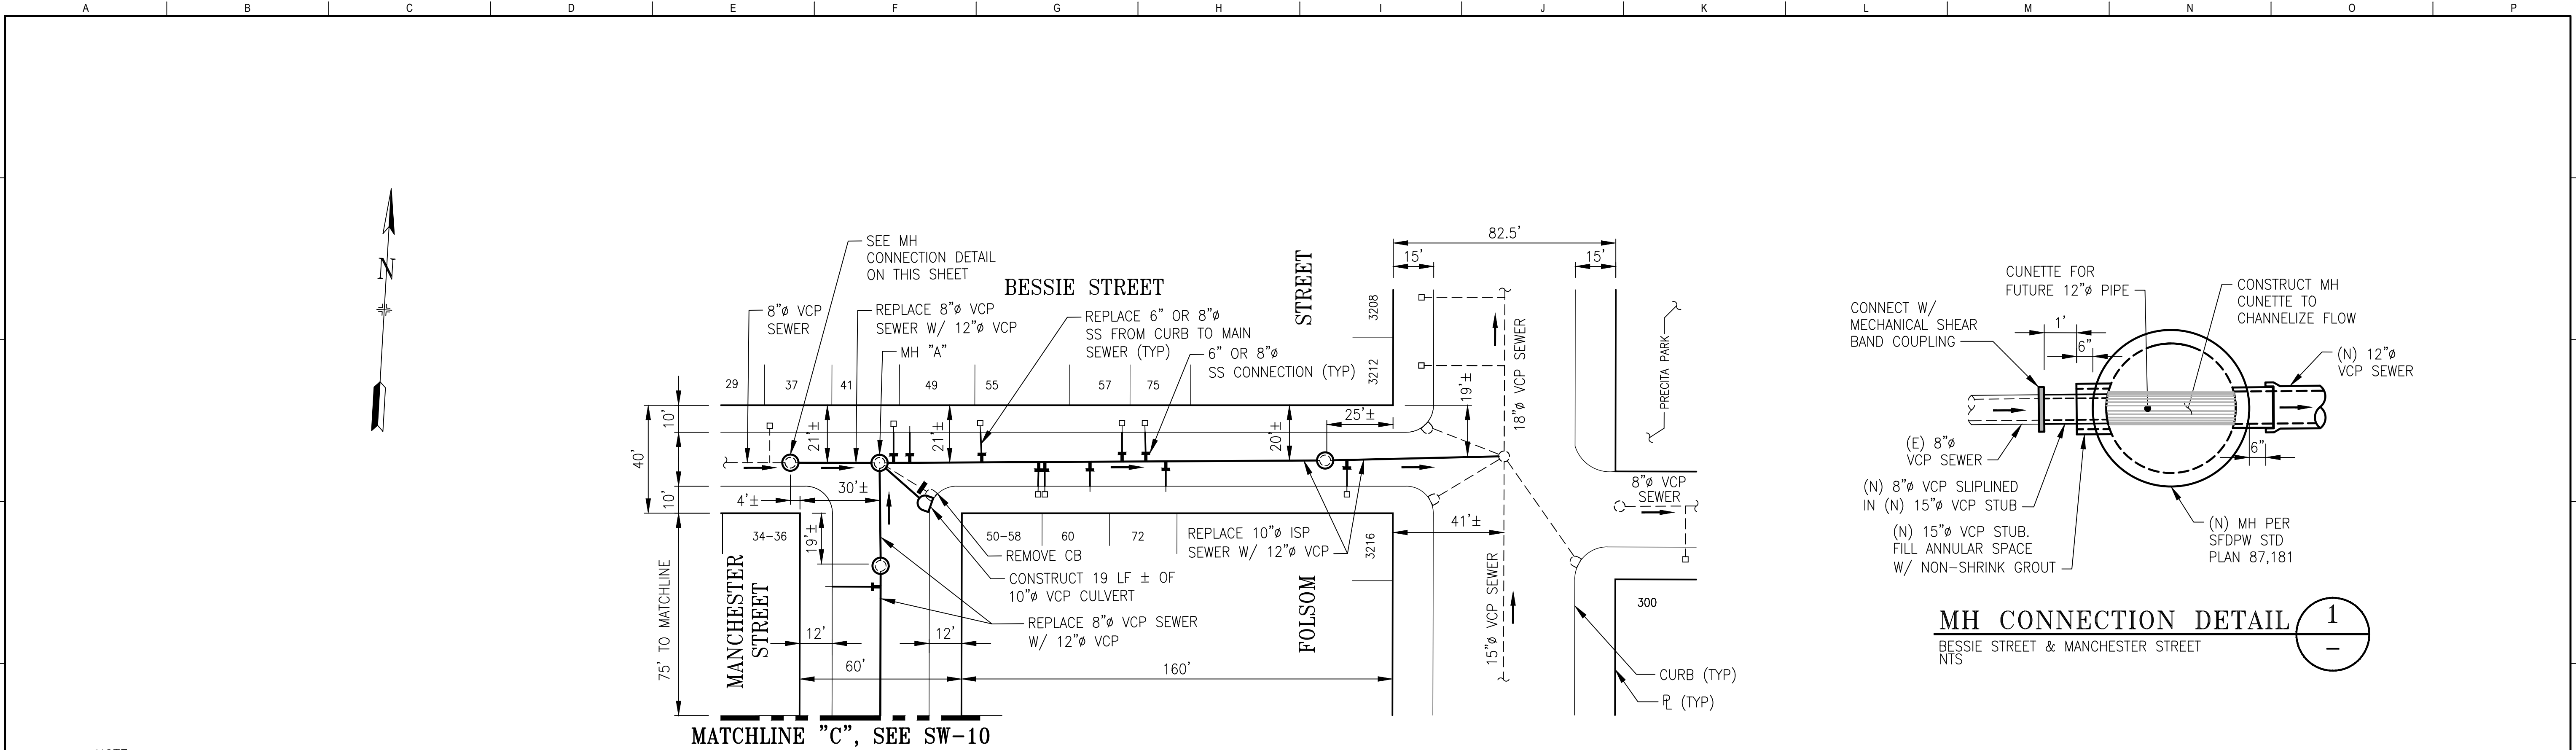 A B C D E F G H I J K L M N O P
N
SEE MH
CONNECTION DETAIL
ON THIS SHEET
BESSIE STREET
8"ø VCP
SEWER
REPLACE 8"ø VCP
SEWER W/ 12"ø VCP
MH "A"
REPLACE 6" OR 8"ø
SS FROM CURB TO MAIN
SEWER (TYP)
6" OR 8"ø
SS CONNECTION (TYP)
STREET
82.5'
15'
15'
3208
3212
18"ø VCP SEWER
PRECITA PARK
29
37
41
49
55
57
75
10'
40'
10'
21'±
21'±
20'±
25'±
19'±
4'±
30'±
19'±
34-36
50-58
60
72
REPLACE 10"ø ISP
SEWER W/ 12"ø VCP
3216
41'±
8"ø VCP
SEWER
REMOVE CB
CONSTRUCT 19 LF ± OF
10"ø VCP CULVERT
REPLACE 8"ø VCP SEWER
W/ 12"ø VCP
75' TO MATCHLINE
MANCHESTER
STREET
12'
12'
60'
160'
FOLSOM
15"ø VCP SEWER
300
CURB (TYP)
PL (TYP)
MATCHLINE "C", SEE SW-10
CUNETTE FOR
FUTURE 12"ø PIPE
CONSTRUCT MH
CUNETTE TO
CHANNELIZE FLOW
CONNECT W/
MECHANICAL SHEAR
BAND COUPLING
1'
6"
(N) 12"ø
VCP SEWER
(E) 8"ø
VCP SEWER
6"
(N) 8"ø VCP SLIPLINED
IN (N) 15"ø VCP STUB
(N) 15"ø VCP STUB.
FILL ANNULAR SPACE
W/ NON-SHRINK GROUT
(N) MH PER
SFDPW STD
PLAN 87,181
MH CONNECTION DETAIL
1
–
BESSIE STREET & MANCHESTER STREET
NTS